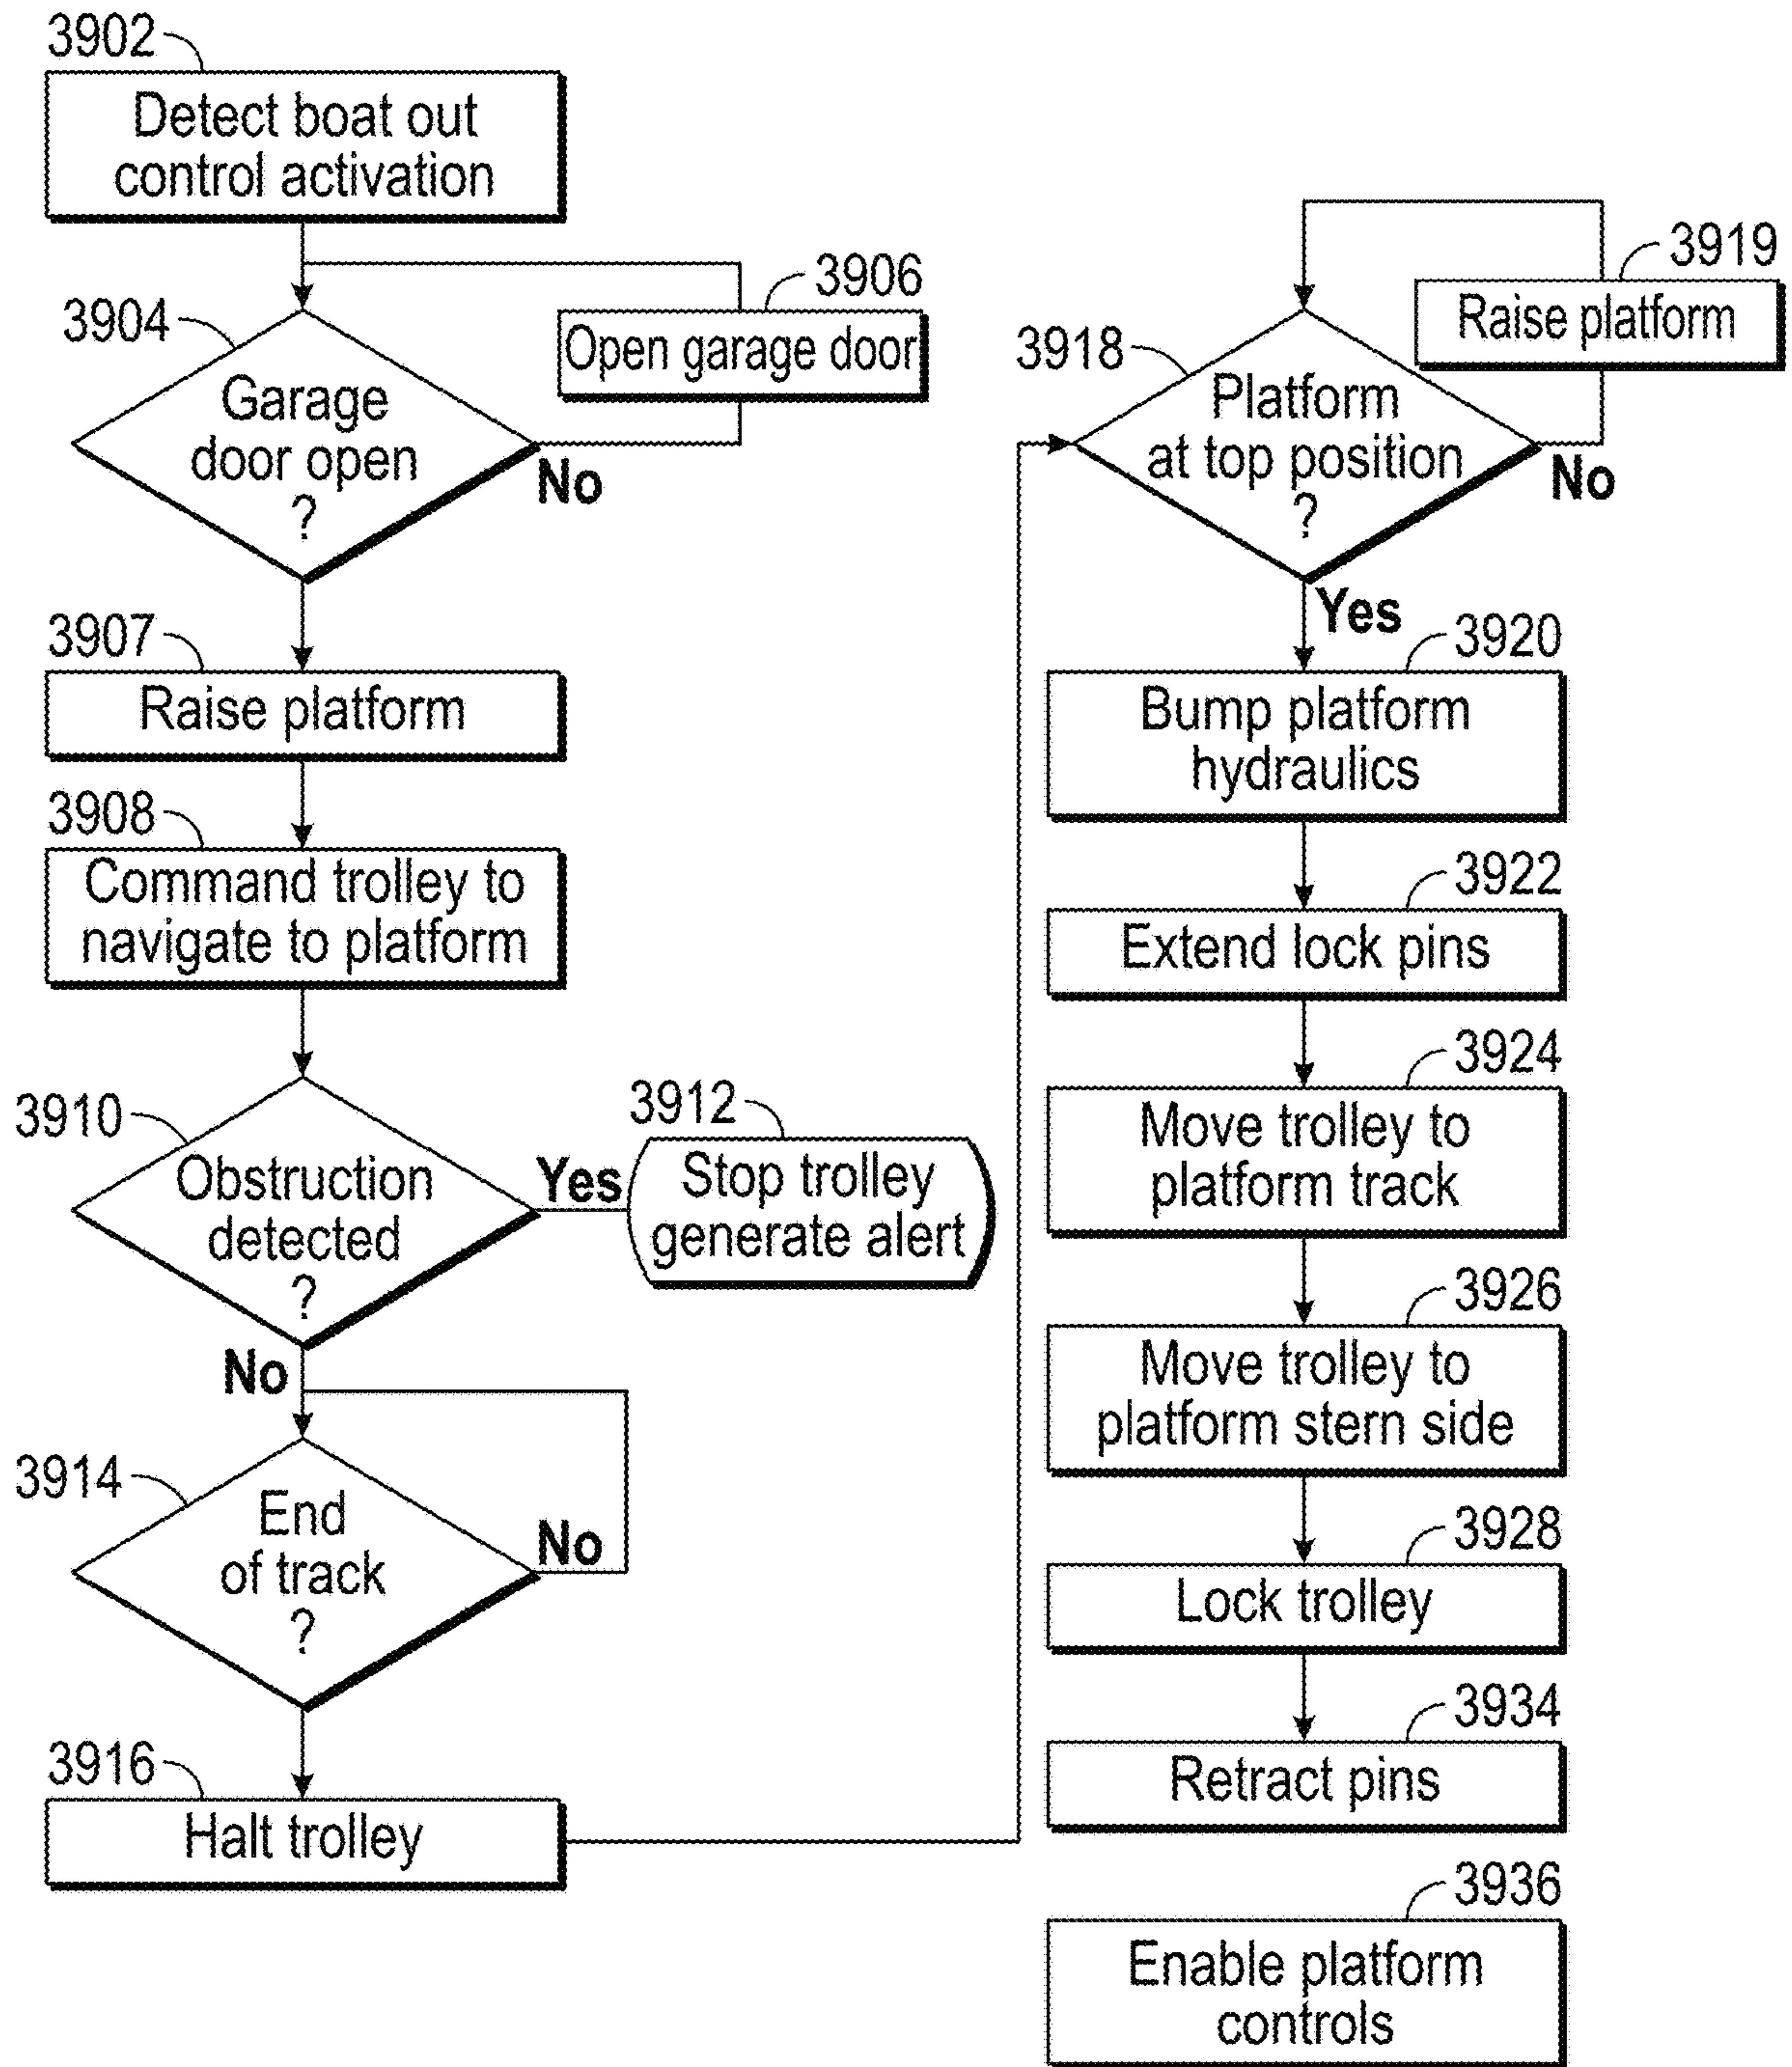 3902
Detect boat out
control activation
3904
Garage
door open
?
No
3906
Open garage door
3907
Raise platform
3908
Command trolley to
navigate to platform
3910
Obstruction
detected
?
Yes
3912
Stop trolley
generate alert
No
3914
End
of track
?
No
3916
Halt trolley
3918
Platform
at top position
?
No
3919
Raise platform
Yes
3920
Bump platform
hydraulics
3922
Extend lock pins
3924
Move trolley to
platform track
3926
Move trolley to
platform stern side
3928
Lock trolley
3934
Retract pins
3936
Enable platform
controls